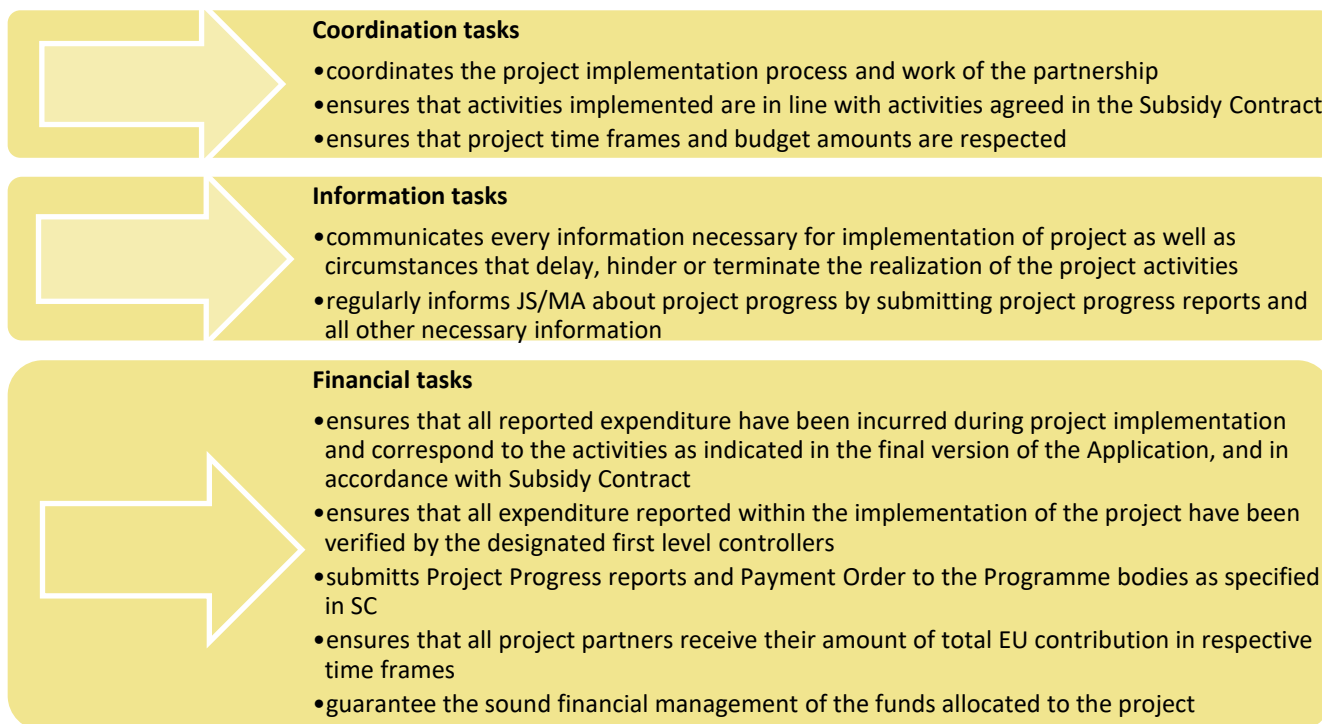 Coordination tasks
•coordinates the project implementation process and work of the partnership
•ensures that activities implemented are in line with activities agreed in the Subsidy Contract
•ensures that project time frames and budget amounts are respected
Information tasks
•communicates every information necessary for implementation of project as well as
circumstances that delay, hinder or terminate the realization of the project activities
•regularly informs JS/MA about project progress by submitting project progress reports and
all other necessary information
Financial tasks
•ensures that all reported expenditure have been incurred during project implementation
and correspond to the activities as indicated in the final version of the Application, and in
accordance with Subsidy Contract
•ensures that all expenditure reported within the implementation of the project have been
verified by the designated first level controllers
•submitts Project Progress reports and Payment Order to the Programme bodies as specified
in SC
•ensures that all project partners receive their amount of total EU contribution in respective
time frames
•guarantee the sound financial management of the funds allocated to the project